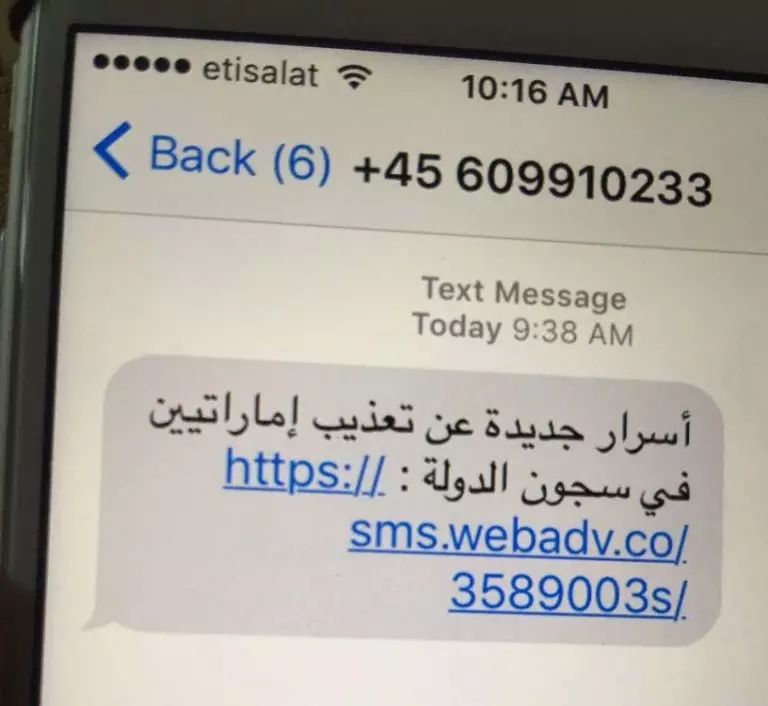 etisalat 10:16 AM
Back (6) +45 609910233
Text Message
Today 9:38 AM
أسرار جديدة عن تعذيب إماراتيين
في سجون الدولة : https://
sms.webadv.co/
3589003s/